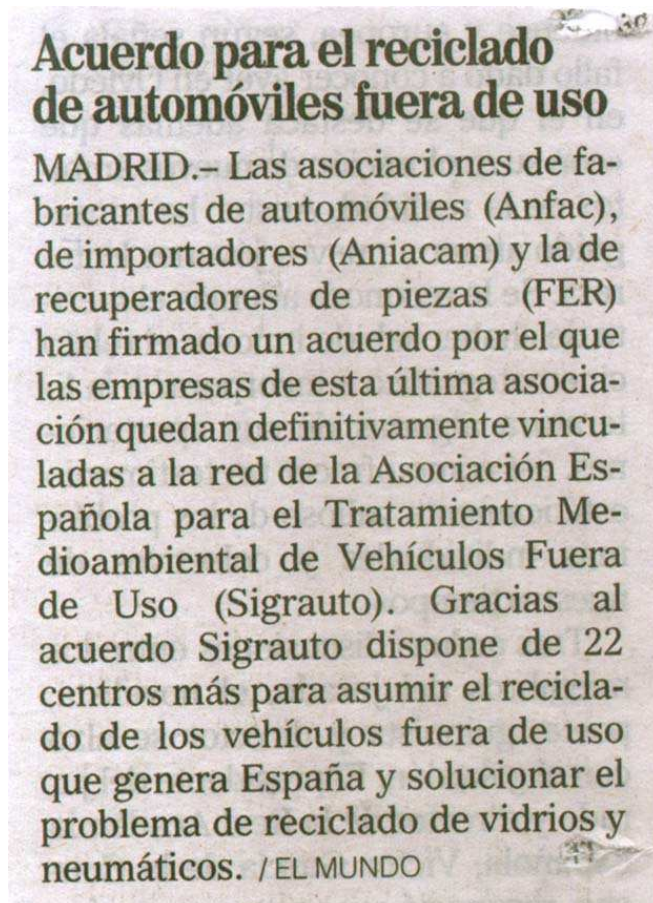 Acuerdo para el reciclado
de automóviles fuera de uso
MADRID.– Las asociaciones de fa-
bricantes de automóviles (Anfac),
de importadores (Aniacam) y la de
recuperadores de piezas (FER)
han firmado un acuerdo por el que
las empresas de esta última asocia-
ción quedan definitivamente vincu-
ladas a la red de la Asociación Es-
pañola para el Tratamiento Me-
dioambiental de Vehículos Fuera
de Uso (Sigrauto). Gracias al
acuerdo Sigrauto dispone de 22
centros más para asumir el recicla-
do de los vehículos fuera de uso
que genera España y solucionar el
problema de reciclado de vidrios y
neumáticos. / EL MUNDO